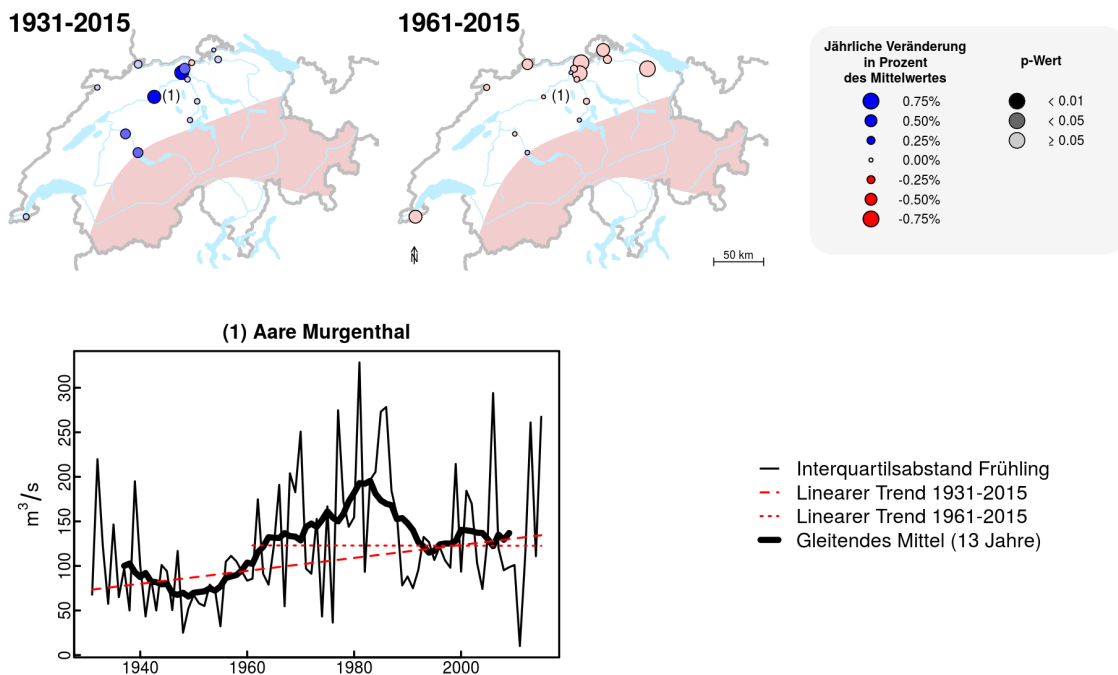 1931-2015
1961-2015
(1)
(1)
N
50 km
Jährliche Veränderung
in Prozent
des Mittelwertes
0.75%
0.50%
0.25%
0.00%
-0.25%
-0.50%
-0.75%
p-Wert
< 0.01
< 0.05
≥ 0.05
(1) Aare Murgenthal
m³/s
300
250
200
150
100
50
0
1940
1960
1980
2000
Interquartilsabstand Frühling
Linearer Trend 1931-2015
Linearer Trend 1961-2015
Gleitendes Mittel (13 Jahre)